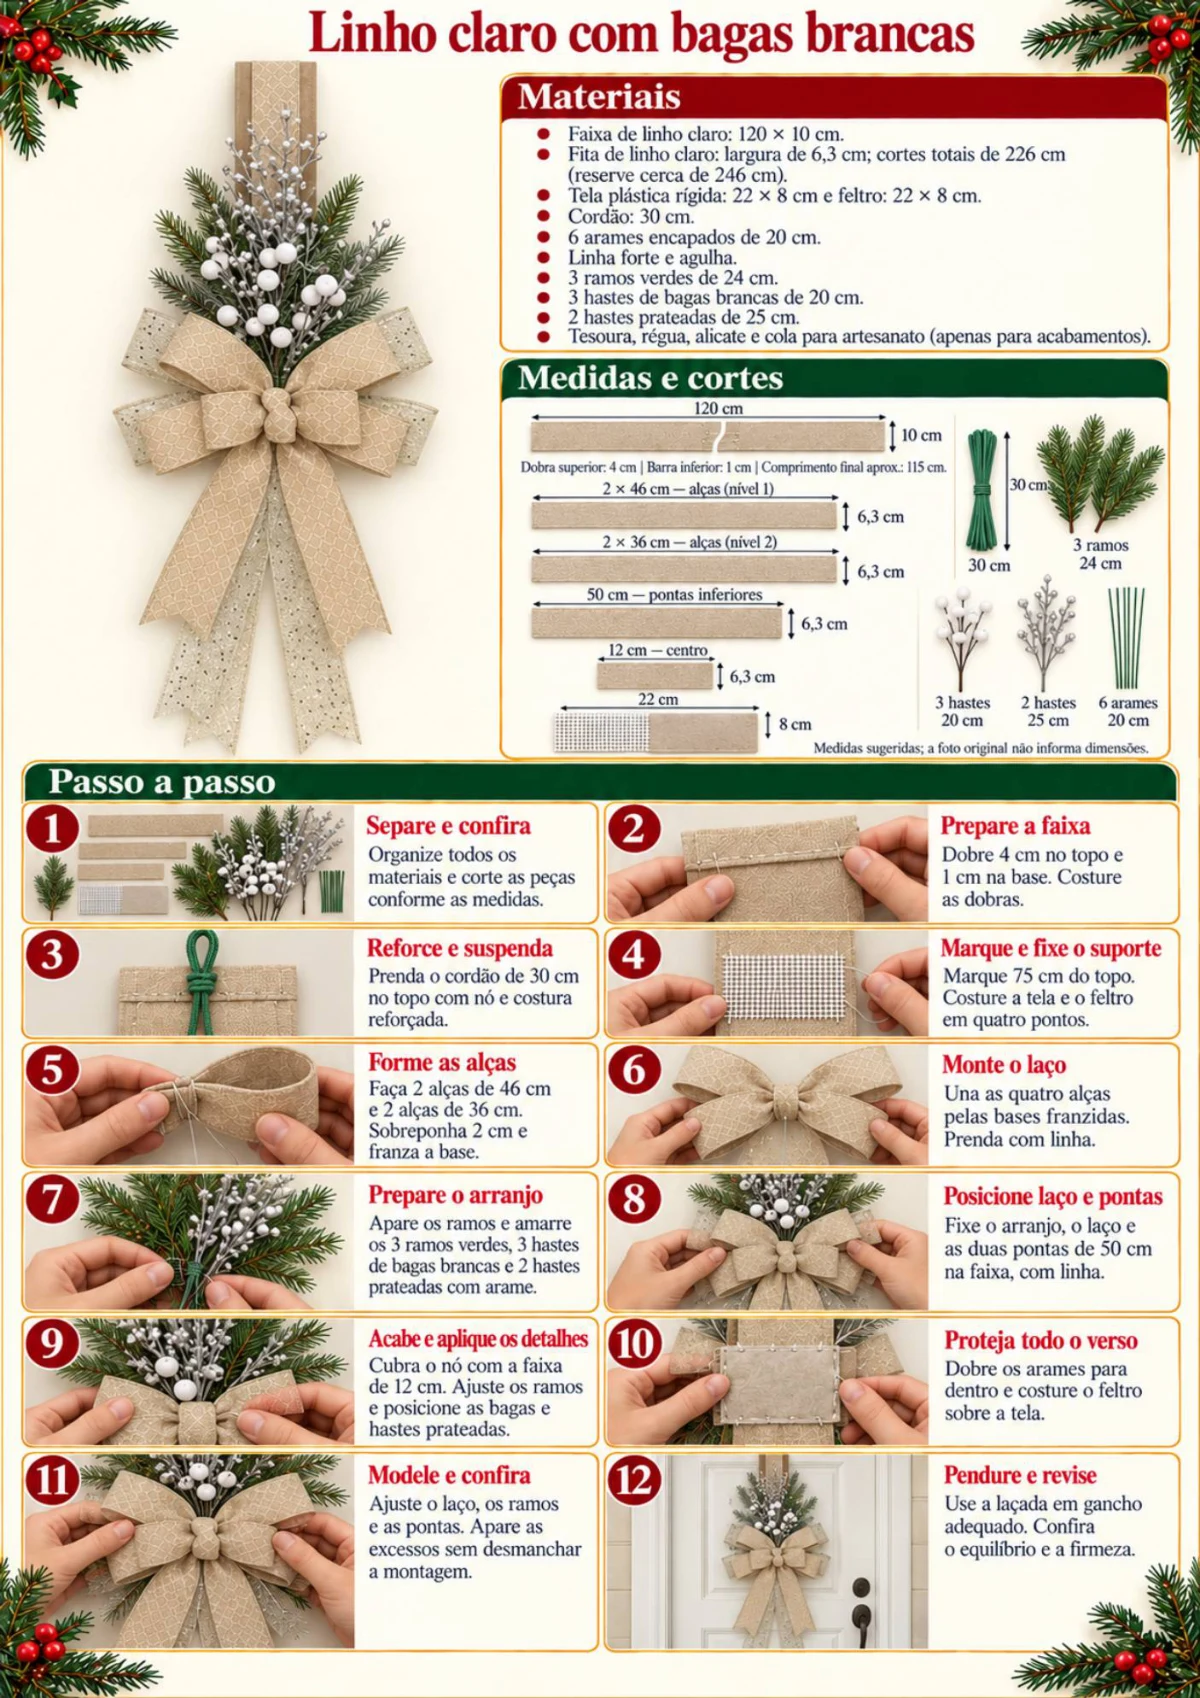 Linho claro com bagas brancas
Materiais
Faixa de linho claro: 120 × 10 cm.
Fita de linho claro: largura de 6,3 cm; cortes totais de 226 cm
(reserve cerca de 246 cm).
Tela plástica rígida: 22 × 8 cm e feltro: 22 × 8 cm.
Cordão: 30 cm.
6 arames encapados de 20 cm.
Linha forte e agulha.
3 ramos verdes de 24 cm.
3 hastes de bagas brancas de 20 cm.
2 hastes prateadas de 25 cm.
Tesoura, régua, alicate e cola para artesanato (apenas para acabamentos).
Medidas e cortes
120 cm
10 cm
Dobra superior: 4 cm | Barra inferior: 1 cm | Comprimento final aprox.: 115 cm.
2 × 46 cm — alças (nível 1)
6,3 cm
2 × 36 cm — alças (nível 2)
6,3 cm
50 cm — pontas inferiores
6,3 cm
12 cm — centro
6,3 cm
22 cm
8 cm
30 cm
30 cm
3 ramos
24 cm
3 hastes
20 cm
2 hastes
25 cm
6 arames
20 cm
Medidas sugeridas; a foto original não informa dimensões.
Passo a passo
1
Separe e confira
Organize todos os
materiais e corte as peças
conforme as medidas.
2
Prepare a faixa
Dobre 4 cm no topo e
1 cm na base. Costure
as dobras.
3
Reforce e suspenda
Prenda o cordão de 30 cm
no topo com nó e costura
reforçada.
4
Marque e fixe o suporte
Marque 75 cm do topo.
Costure a tela e o feltro
em quatro pontos.
5
Forme as alças
Faça 2 alças de 46 cm
e 2 alças de 36 cm.
Sobreponha 2 cm e
franza a base.
6
Monte o laço
Una as quatro alças
pelas bases franzidas.
Prenda com linha.
7
Prepare o arranjo
Apare os ramos e amarre
os 3 ramos verdes, 3 hastes
de bagas brancas e 2 hastes
prateadas com arame.
8
Posicione laço e pontas
Fixe o arranjo, o laço e
as duas pontas de 50 cm
na faixa, com linha.
9
Acabe e aplique os detalhes
Cubra o nó com a faixa
de 12 cm. Ajuste os ramos
e posicione as bagas e
hastes prateadas.
10
Proteja todo o verso
Dobre os arames para
dentro e costure o feltro
sobre a tela.
11
Modele e confira
Ajuste o laço, os ramos
e as pontas. Apare as
excessos sem desmanchar
a montagem.
12
Pendure e revise
Use a laçada em gancho
adequado. Confira
o equilíbrio e a firmeza.